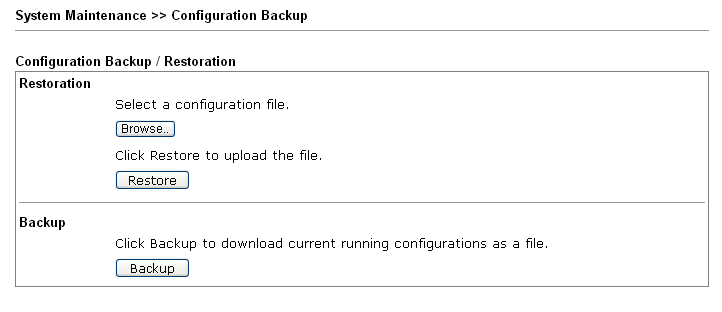 System Maintenance >> Configuration Backup
Configuration Backup / Restoration
Restoration
Select a configuration file.
Browse..
Click Restore to upload the file.
Restore
Backup
Click Backup to download current running configurations as a file.
Backup